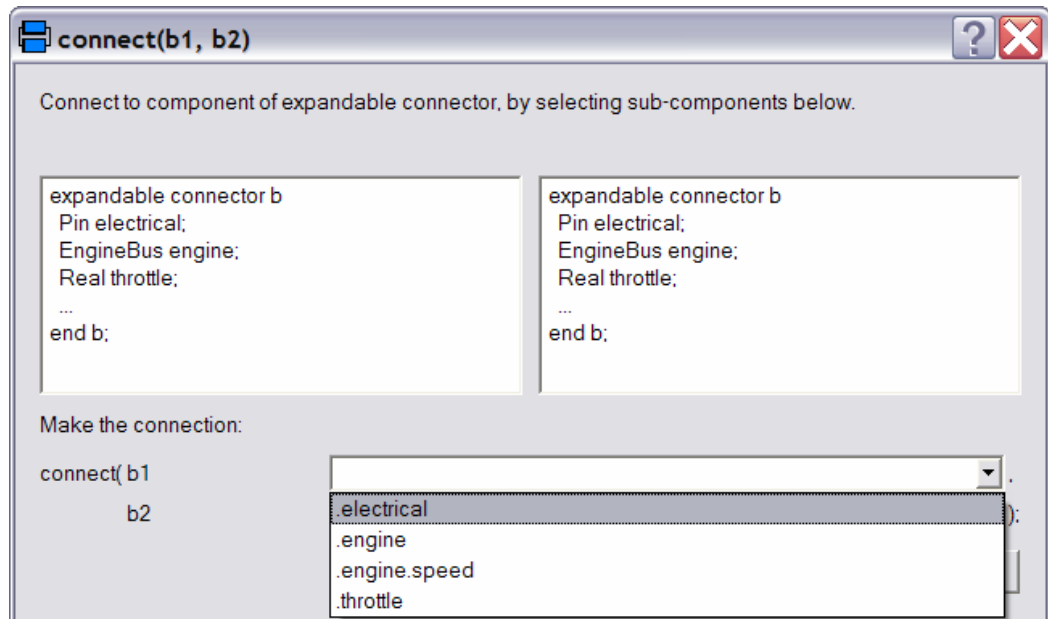 connect(b1, b2)
?
Connect to component of expandable connector, by selecting sub-components below.
expandable connector b
Pin electrical;
EngineBus engine;
Real throttle;
...
end b;
expandable connector b
Pin electrical;
EngineBus engine;
Real throttle;
...
end b;
Make the connection:
connect( b1 ,
b2 );
.electrical
.engine
.engine.speed
.throttle